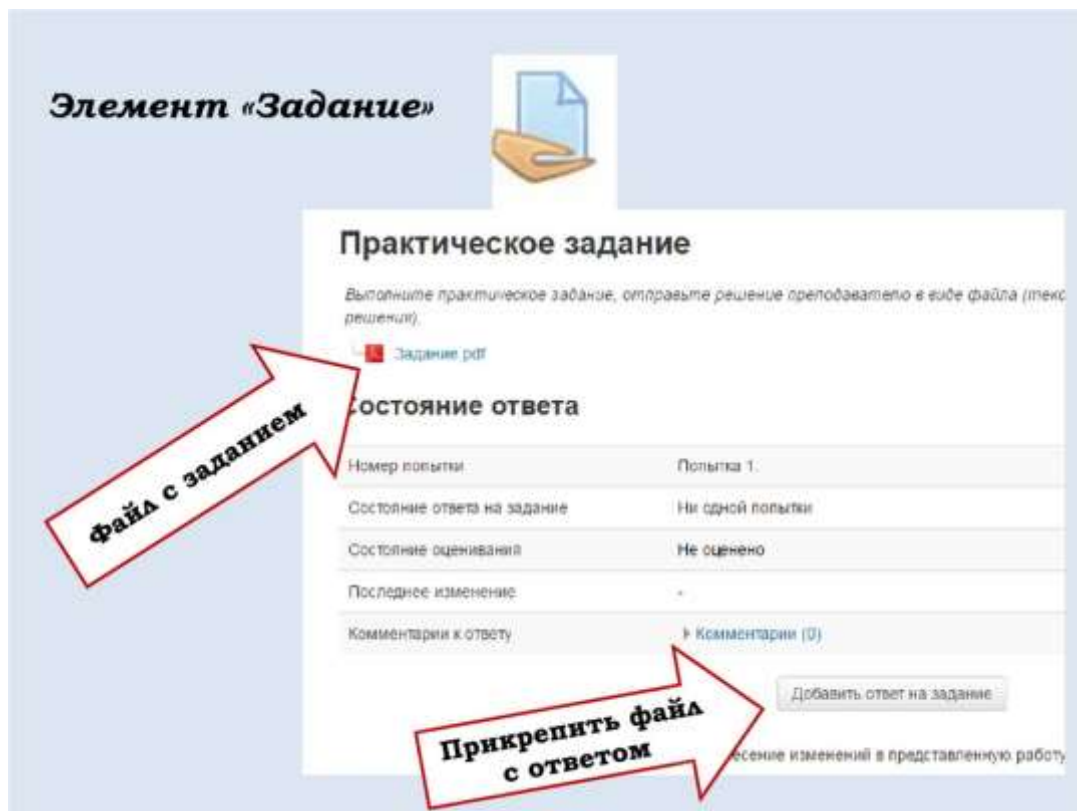 Элемент «Задание»
Практическое задание
Выполните практическое задание, отправьте решение преподавателю в виде файла (текс
решения).
Задание pdf
Состояние ответа
Файл с заданием
Номер попытки Попытка 1.
Состояние ответа на задание Ни одной попытки
Состояние оценивания Не оценено
Последнее изменение -
Комментарии к ответу Комментарии (0)
Добавить ответ на задание
Прикрепить файл
с ответом
есение изменений в представленную работу